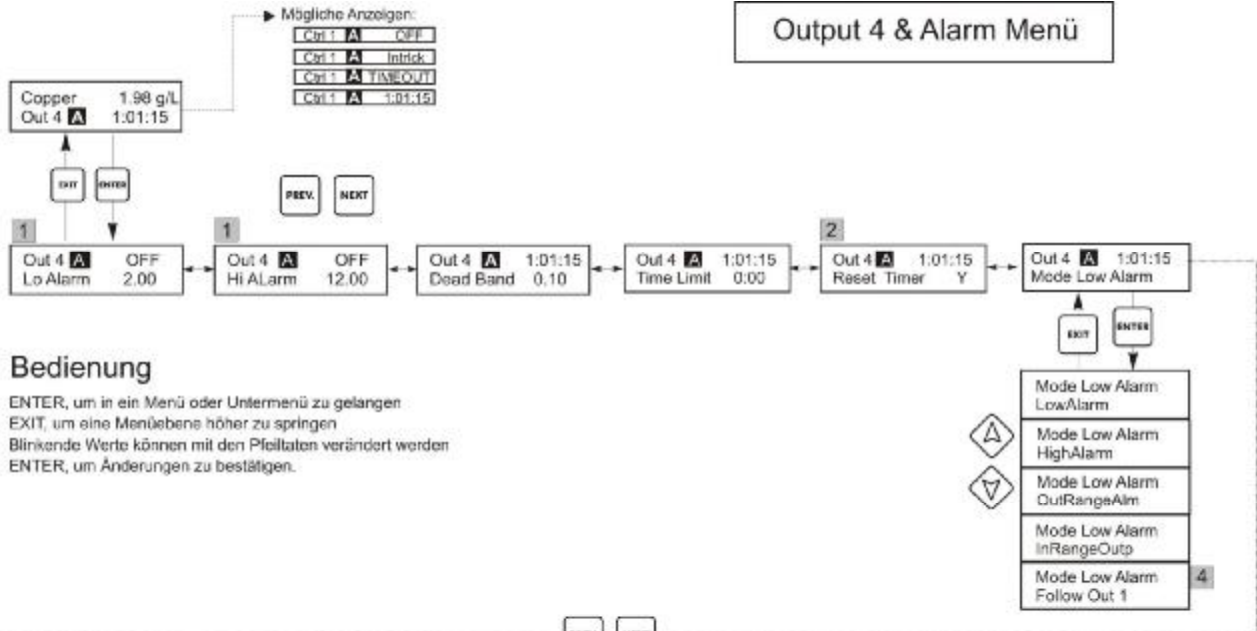 Mögliche Anzeigen:
Ctrl 1 A OFF
Ctrl 1 A Intrlck
Ctrl 1 A TIMEOUT
Ctrl 1 A 1:01:15
Output 4 & Alarm Menü
Copper 1.98 g/L
Out 4 A 1:01:15
EXIT
ENTER
PREV.
NEXT
1
Out 4 A OFF
Lo Alarm 2.00
1
Out 4 A OFF
Hi ALarm 12.00
Out 4 A 1:01:15
Dead Band 0.10
Out 4 A 1:01:15
Time Limit 0:00
2
Out 4 A 1:01:15
Reset Timer Y
Out 4 A 1:01:15
Mode Low Alarm
EXIT
ENTER
Bedienung
ENTER, um in ein Menü oder Untermenü zu gelangen
EXIT, um eine Menüebene höher zu springen
Blinkende Werte können mit den Pfeiltaten verändert werden
ENTER, um Änderungen zu bestätigen.
Mode Low Alarm
LowAlarm
Mode Low Alarm
HighAlarm
Mode Low Alarm
OutRangeAlm
Mode Low Alarm
InRangeOutp
Mode Low Alarm
Follow Out 1
4